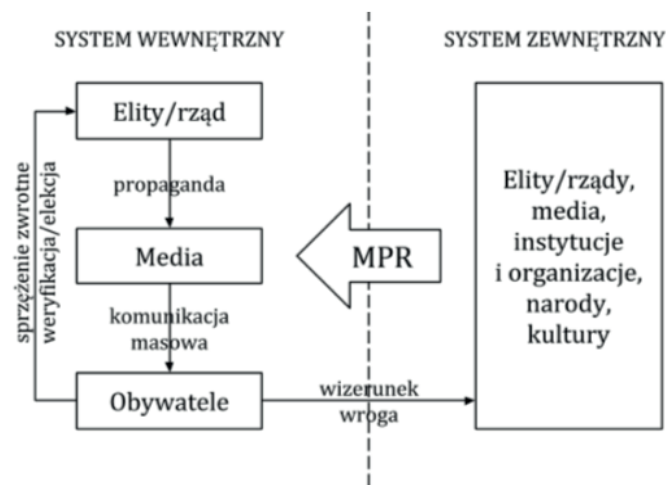 SYSTEM WEWNĘTRZNY
SYSTEM ZEWNĘTRZNY
Elity/rząd
propaganda
Media
komunikacja
masowa
Obywatele
sprzężenie zwrotne
weryfikacja/elekcja
MPR
wizerunek
wroga
Elity/rządy,
media,
instytucje
i organizacje,
narody,
kultury